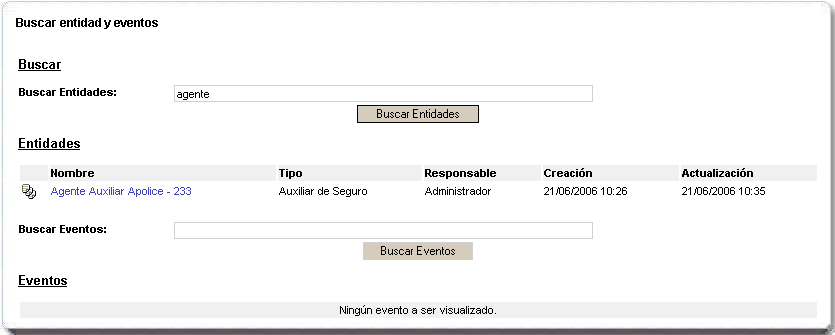 Buscar entidad y eventos
Buscar
Buscar Entidades: agente
Buscar Entidades
Entidades
Nombre Tipo Responsable Creación Actualización
Agente Auxiliar Apolice - 233 Auxiliar de Seguro Administrador 21/06/2006 10:26 21/06/2006 10:35
Buscar Eventos:
Buscar Eventos
Eventos
Ningún evento a ser visualizado.